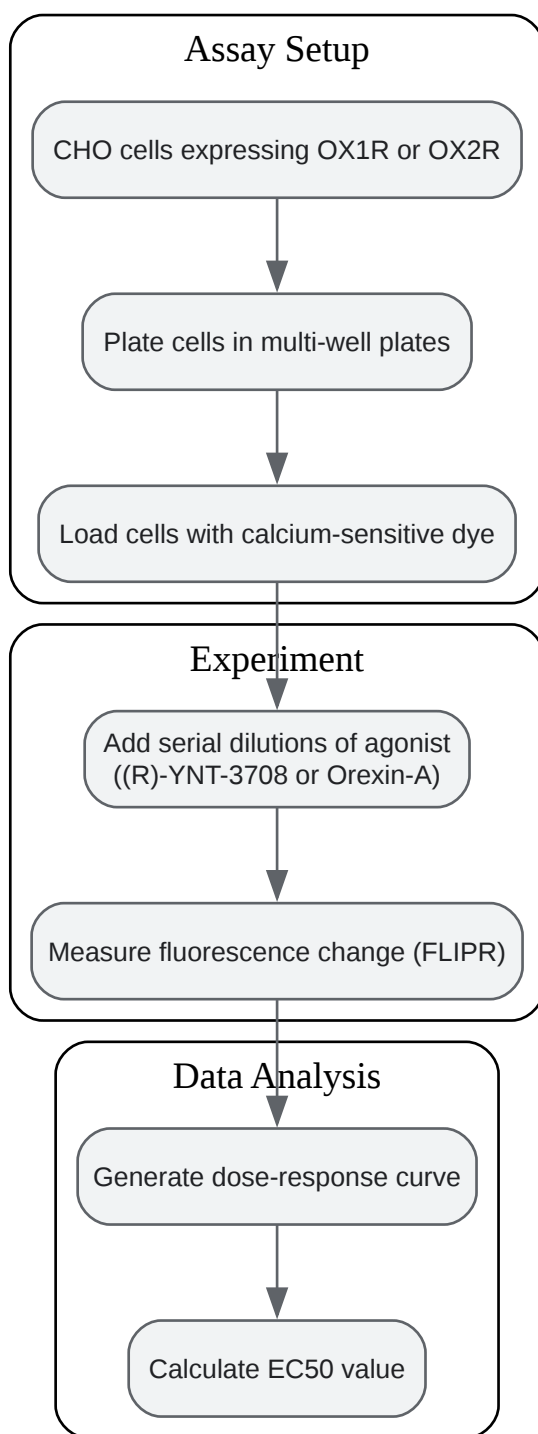 Assay Setup
CHO cells expressing OX1R or OX2R
Plate cells in multi-well plates
Load cells with calcium-sensitive dye
Experiment
Add serial dilutions of agonist
((R)-YNT-3708 or Orexin-A)
Measure fluorescence change (FLIPR)
Data Analysis
Generate dose-response curve
Calculate EC50 value